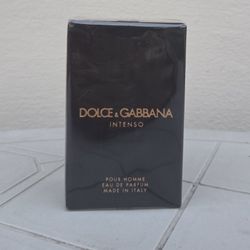 DOLCE & GABBANA
INTENSO
POUR HOMME
EAU DE PARFUM
MADE IN ITALY